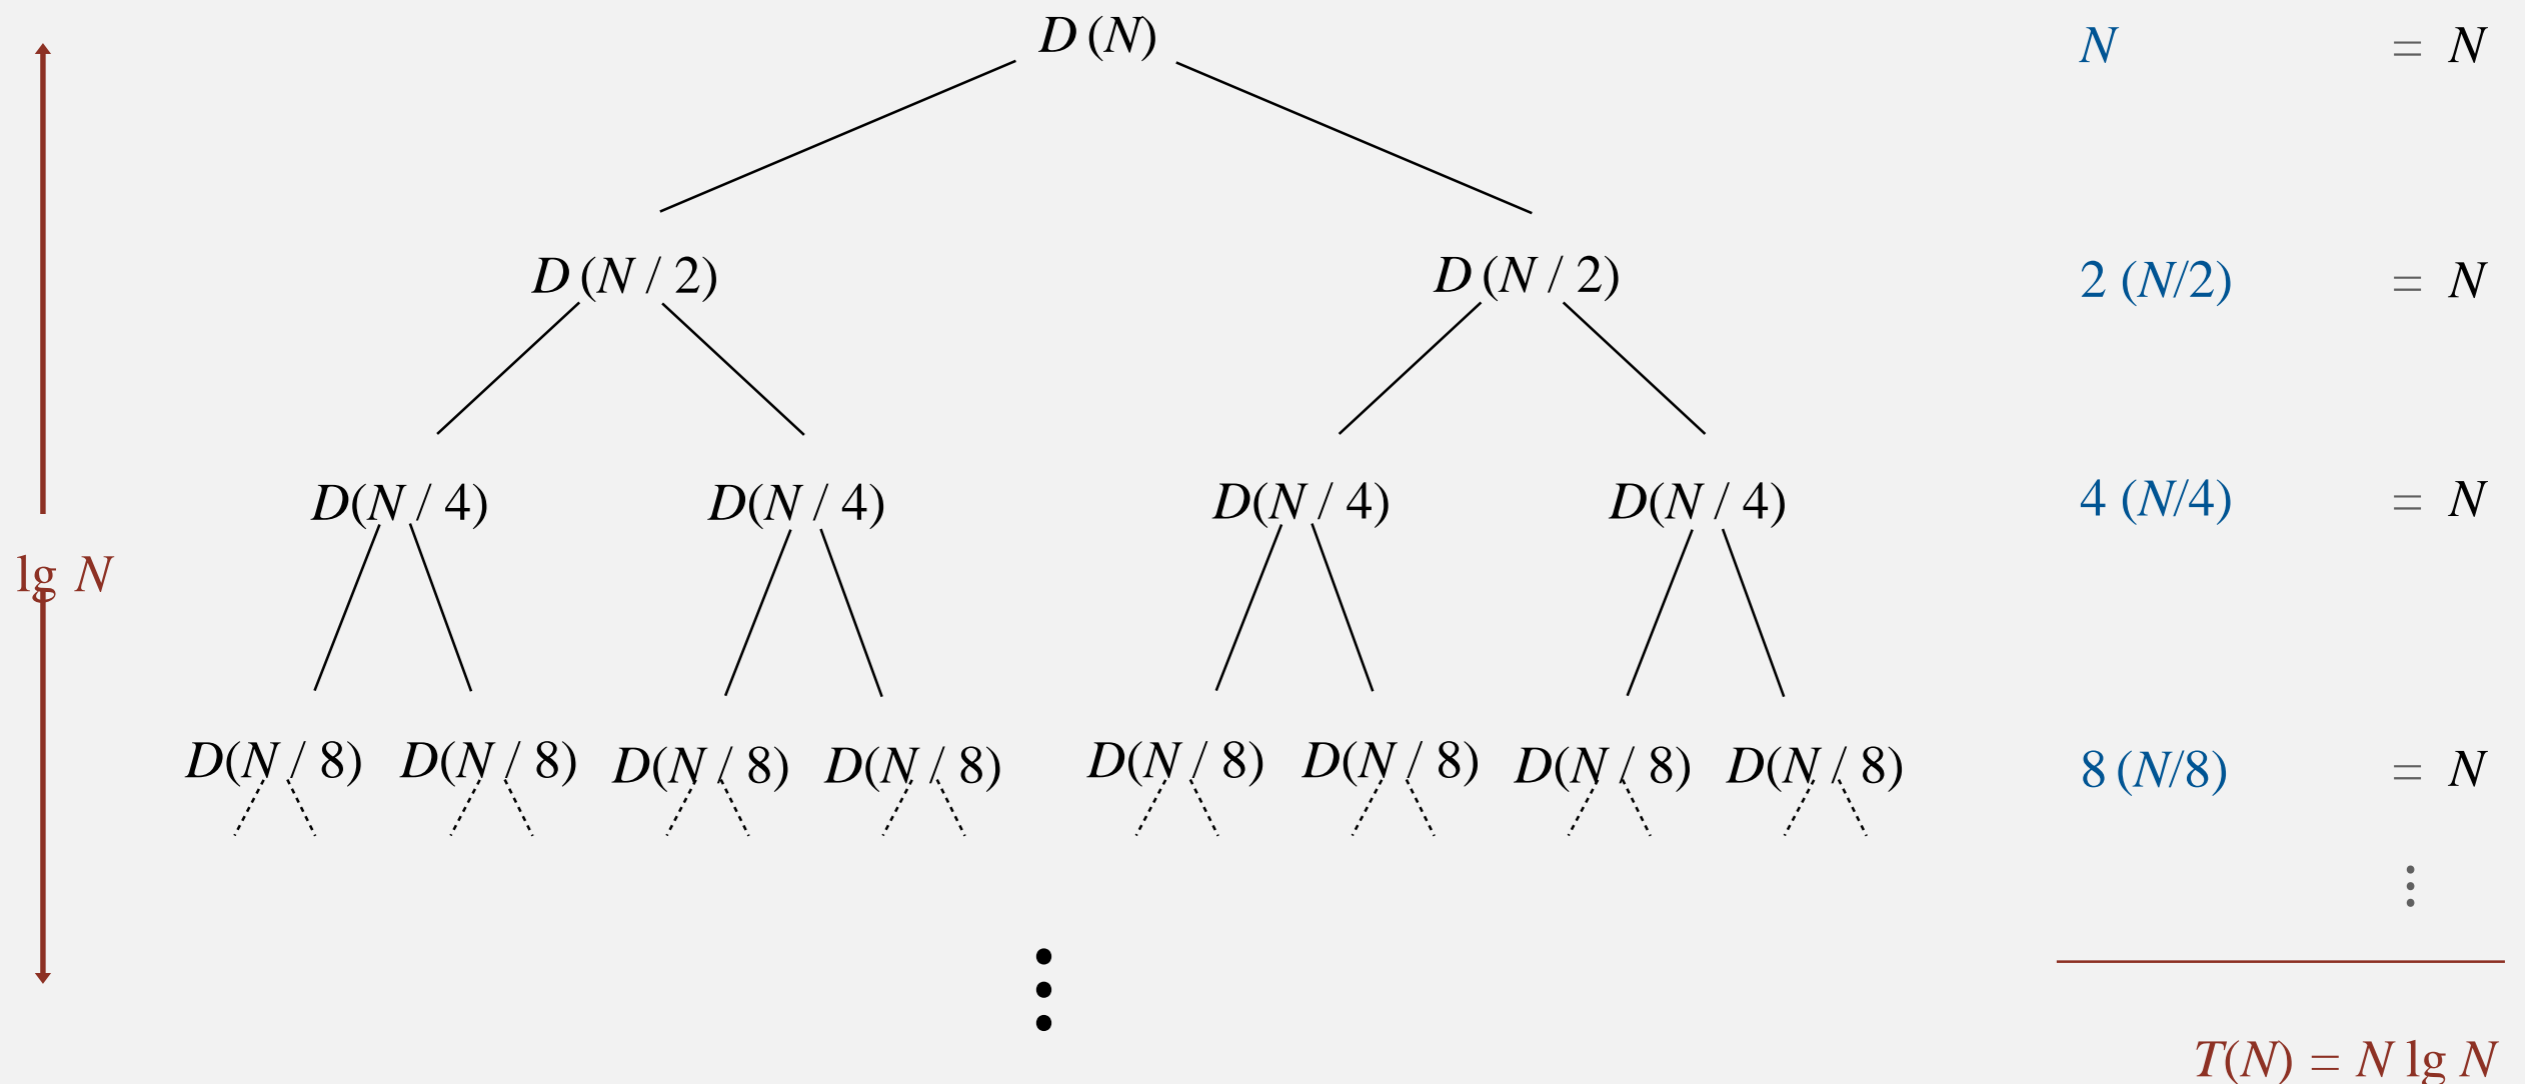 D (N) N = N
D (N / 2) D (N / 2) 2 (N/2) = N
D(N / 4) D(N / 4) D(N / 4) D(N / 4) 4 (N/4) = N
lg N
D(N / 8) D(N / 8) D(N / 8) D(N / 8) D(N / 8) D(N / 8) D(N / 8) D(N / 8) 8 (N/8) = N
T(N) = N lg N